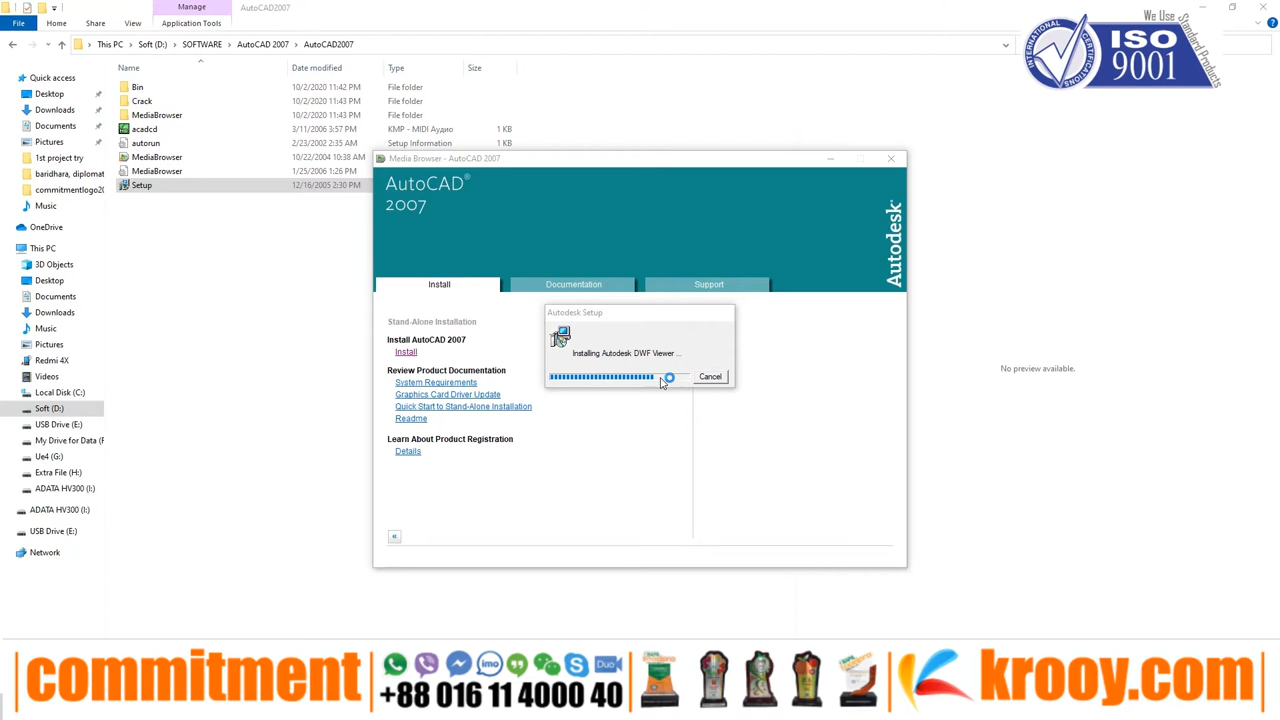 Manage
AutoCAD2007
File
Home
Share
View
Application Tools
This PC
Soft (D:)
SOFTWARE
AutoCAD 2007
AutoCAD2007
Name
Date modified
Type
Size
Bin
10/2/2020 11:42 PM
File folder
Crack
10/2/2020 11:43 PM
File folder
MediaBrowser
10/2/2020 11:43 PM
File folder
acadcd
3/11/2006 3:57 PM
KMP - MIDI Аудио
1 KB
autorun
2/23/2002 2:35 AM
Setup Information
1 KB
MediaBrowser
10/22/2004 10:38 AM
MediaBrowser
1/25/2006 1:26 PM
Setup
12/16/2005 2:30 PM
Quick access
Desktop
Downloads
Documents
Pictures
1st project try
baridhara, diplomat
commitmentlogo20
Music
OneDrive
This PC
3D Objects
Desktop
Documents
Downloads
Music
Pictures
Redmi 4X
Videos
Local Disk (C:)
Soft (D:)
USB Drive (E:)
My Drive for Data (F
Ue4 (G:)
Extra File (H:)
ADATA HV300 (I:)
ADATA HV300 (I:)
USB Drive (E:)
Network
Media Browser - AutoCAD 2007
AutoCAD®
2007
Autodesk®
Install
Documentation
Support
Stand-Alone Installation
Install AutoCAD 2007
Install
Review Product Documentation
System Requirements
Graphics Card Driver Update
Quick Start to Stand-Alone Installation
Readme
Learn About Product Registration
Details
«
Autodesk Setup
Installing Autodesk DWF Viewer ...
Cancel
No preview available.
We Use
Standard Products
INTERNATIONAL
CERTIFICATIONS
ISO
9001
commitment
imo
Duo
+88 016 11 4000 40
krooy.com